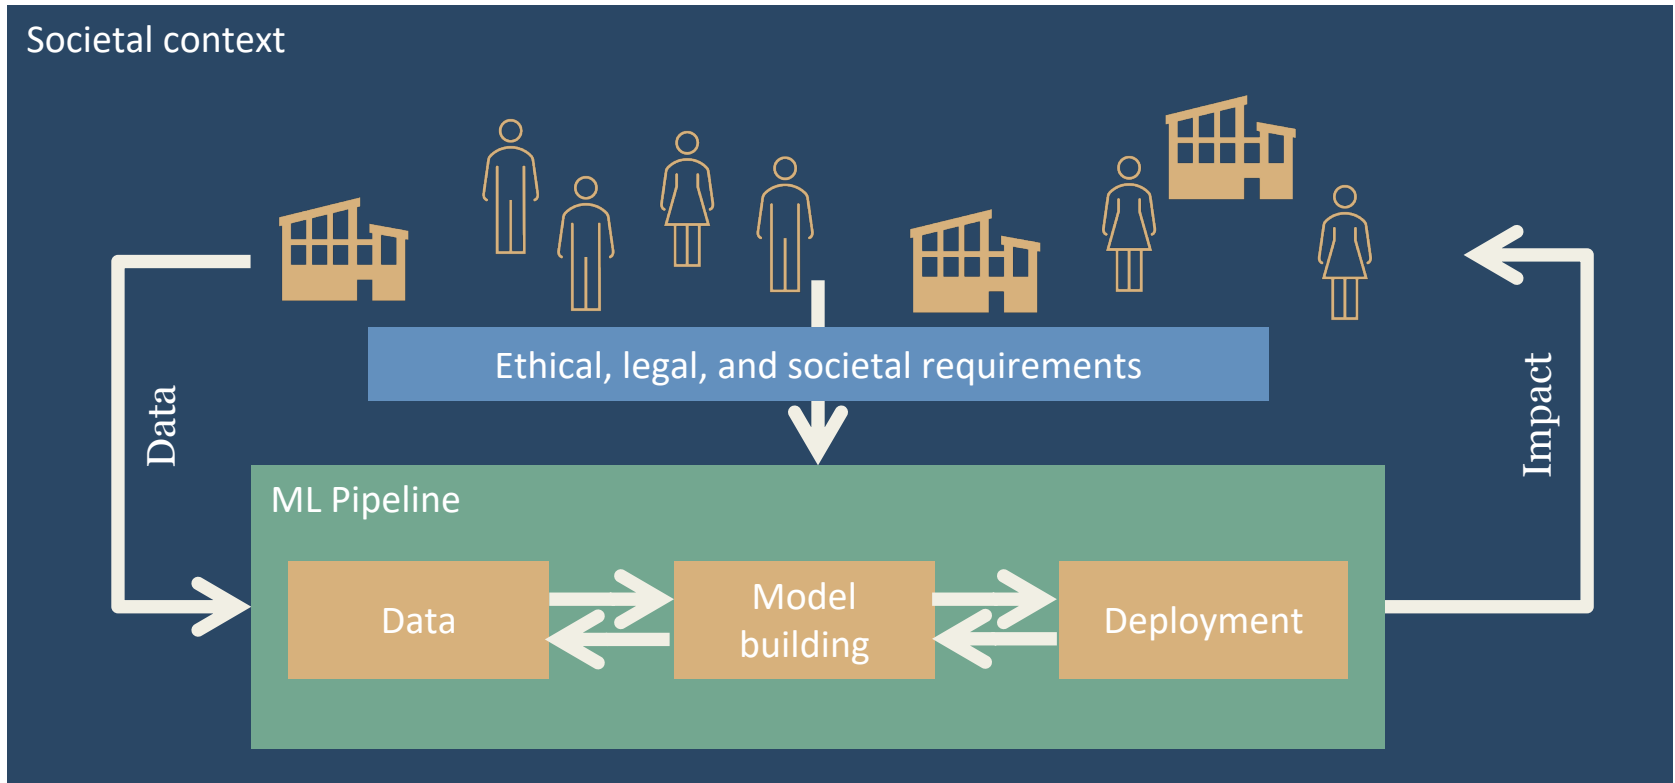 Societal context
Ethical, legal, and societal requirements
Data
Impact
ML Pipeline
Data
Model
building
Deployment